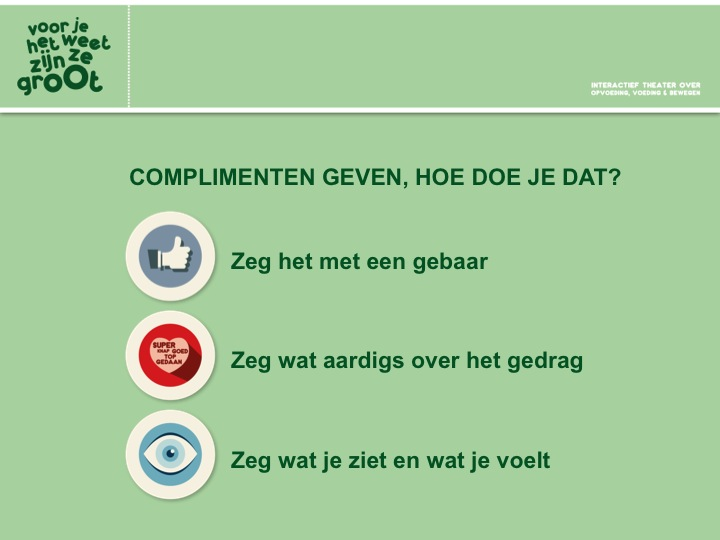 voor je
het weet
zijn ze
groot
INTERACTIEF THEATER OVER
OPVOEDING, VOEDING & BEWEGEN
COMPLIMENTEN GEVEN, HOE DOE JE DAT?
Zeg het met een gebaar
SUPER
KNAP GOED
TOP
GEDAAN
Zeg wat aardigs over het gedrag
Zeg wat je ziet en wat je voelt